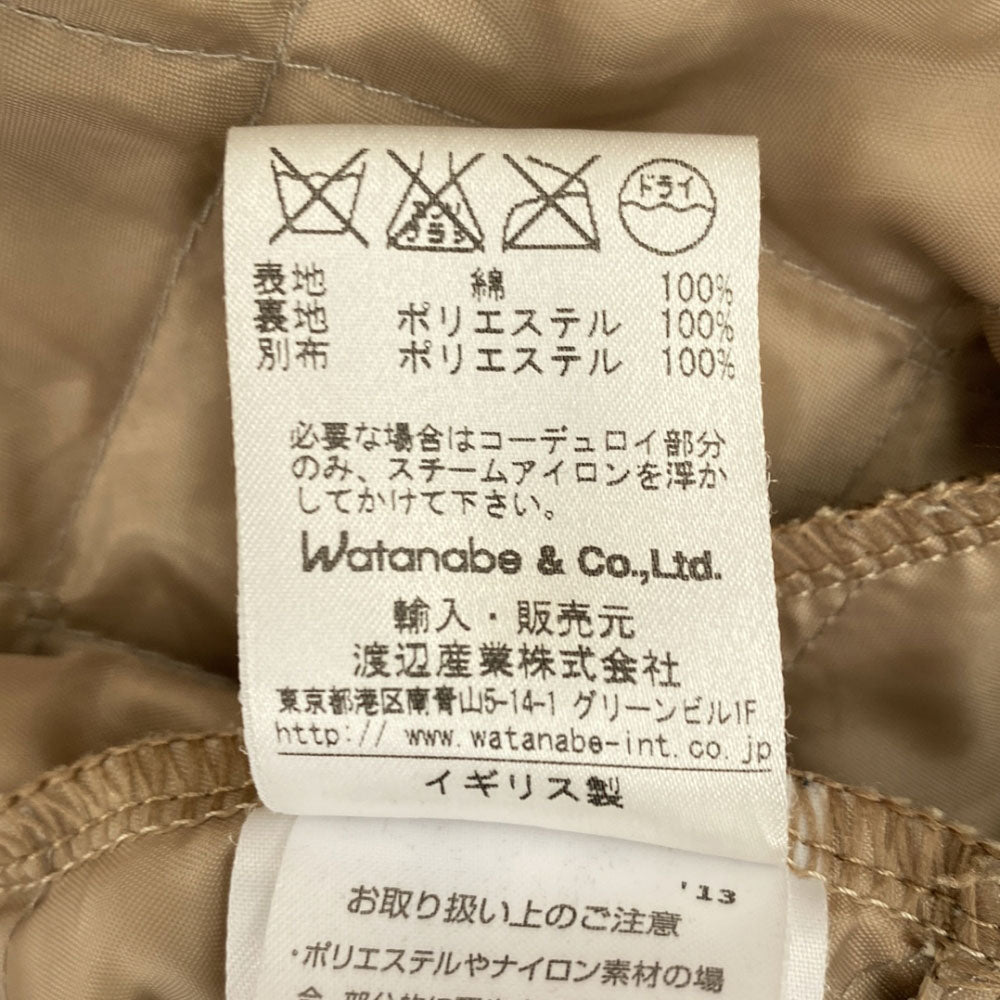 エンソ
サラシ
ドライ
表地 綿 100%
裏地 ポリエステル 100%
別布 ポリエステル 100%
必要な場合はコーデュロイ部分
のみ、スチームアイロンを浮か
してかけて下さい。
Watanabe & Co.,Ltd.
輸入・販売元
渡辺産業株式会社
東京都港区南青山5-14-1 グリーンビル1F
http:// www.watanabe-int.co.jp
イギリス製
'13
お取り扱い上のご注意
・ポリエステルやナイロン素材の場